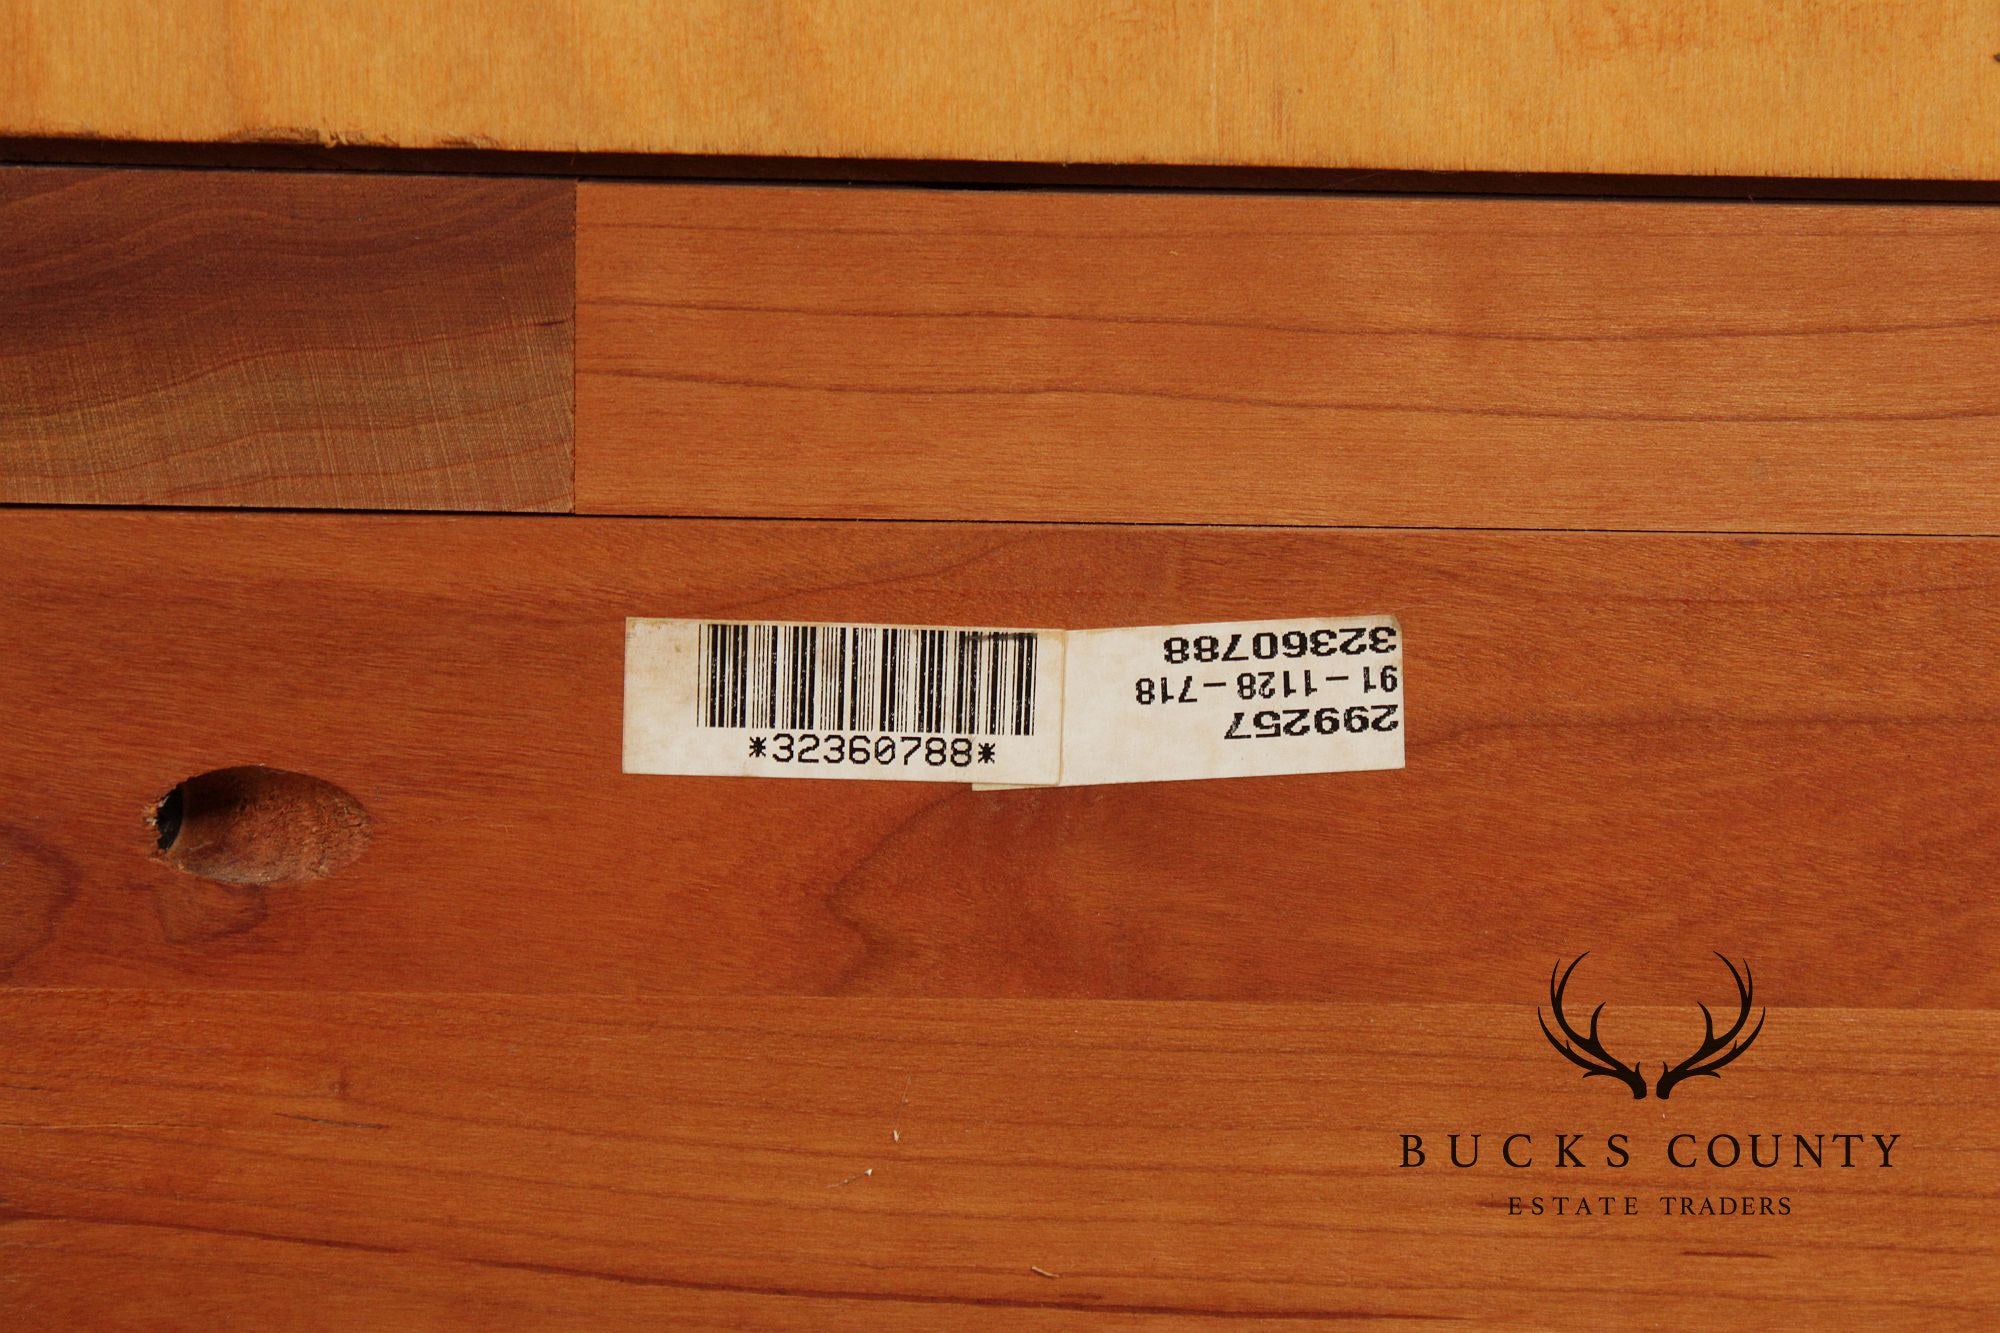 *32360788*
299257
91-1128-718
32360788
BUCKS COUNTY
ESTATE TRADERS